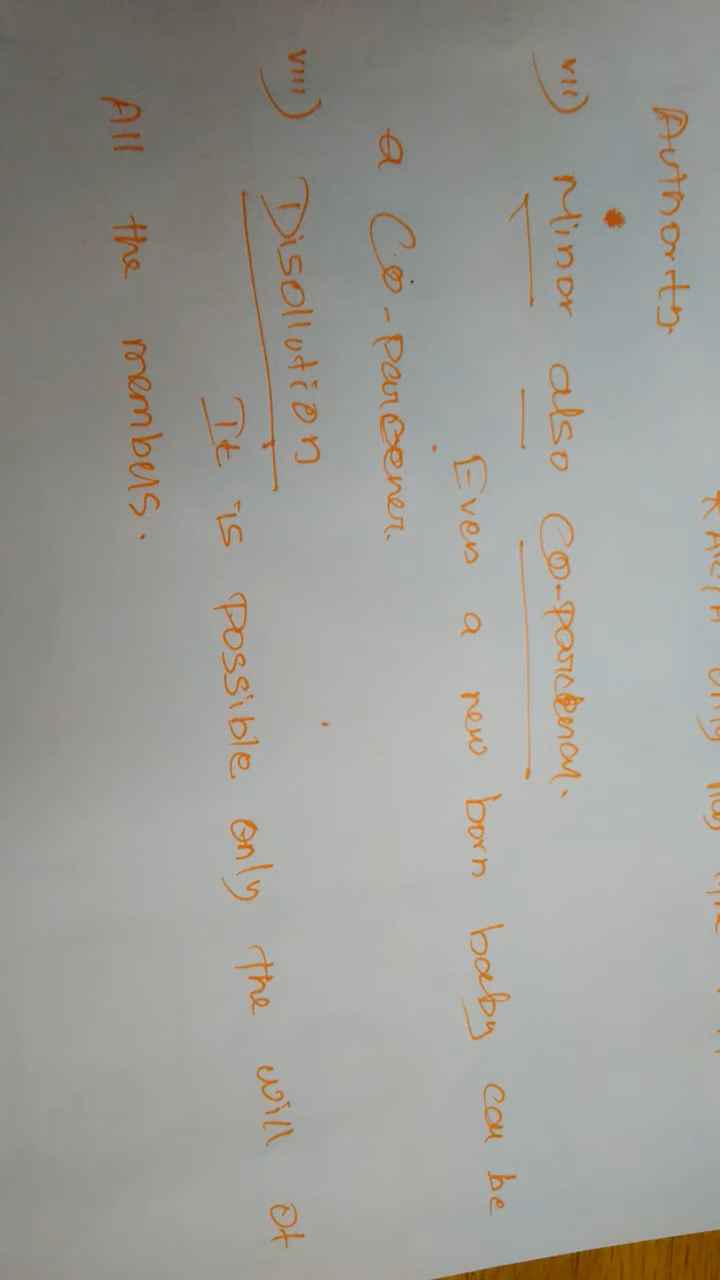 Authority.
vii) Minor also Co-parcenar.
Even a new born baby can be
a Co-parcener.
viii) Disollution
It is possible only the will of
All the members.